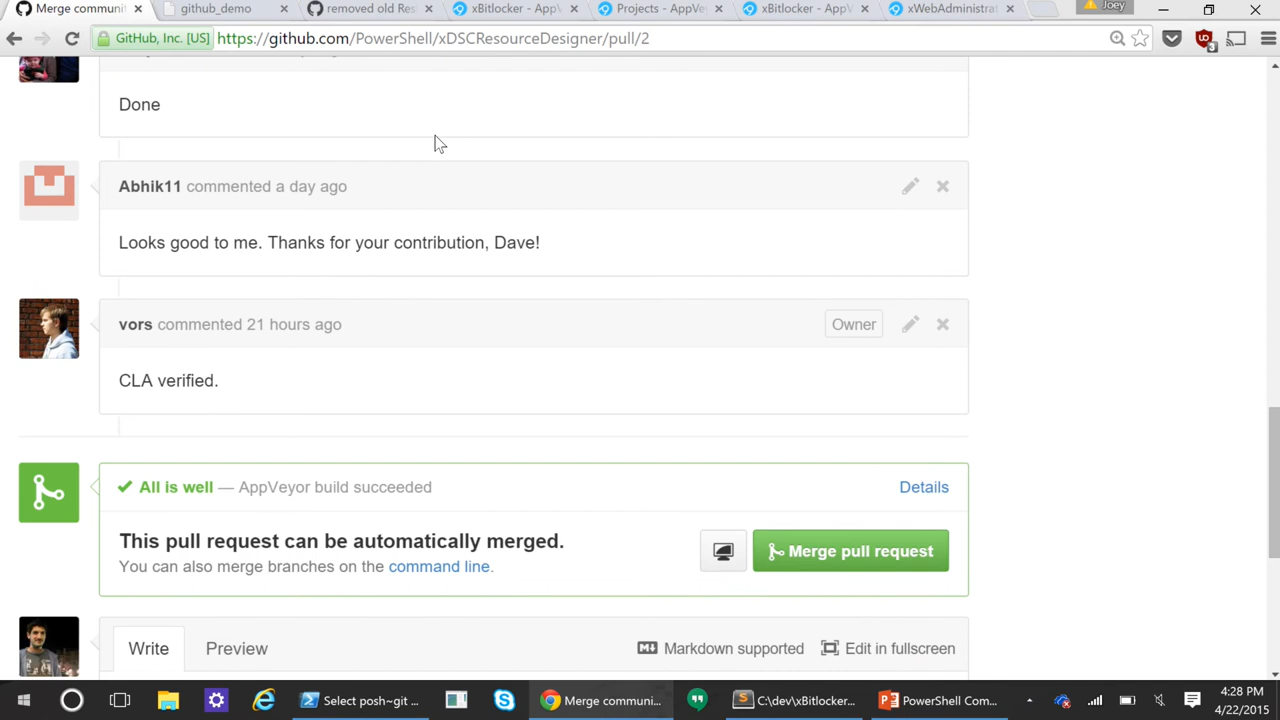 Merge communi
github_demo
removed old Res
xBitlocker - AppV
Projects - AppVe
xBitlocker - AppV
xWebAdministra
Joey
GitHub, Inc. [US]
https://github.com/PowerShell/xDSCResourceDesigner/pull/2
3
Done
Abhik11 commented a day ago
Looks good to me. Thanks for your contribution, Dave!
vors commented 21 hours ago
Owner
CLA verified.
All is well — AppVeyor build succeeded
Details
This pull request can be automatically merged.
You can also merge branches on the command line.
Merge pull request
Write
Preview
Markdown supported
Edit in fullscreen
Select posh~git ...
Merge communi...
C:\dev\xBitlocker...
PowerShell Com...
4:28 PM
4/22/2015